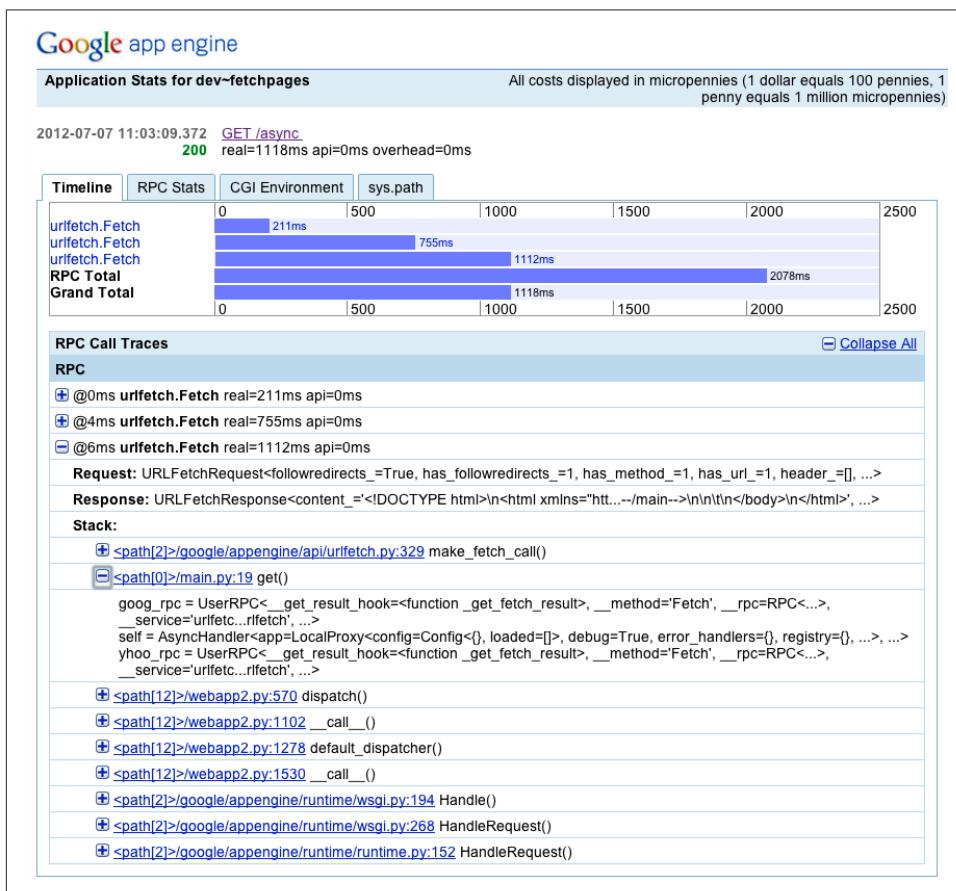 Google app engine
Application Stats for dev~fetchpages
All costs displayed in micropennies (1 dollar equals 100 pennies, 1
penny equals 1 million micropennies)
2012-07-07 11:03:09.372 GET /async
200 real=1118ms api=0ms overhead=0ms
Timeline RPC Stats CGI Environment sys.path
0 500 1000 1500 2000 2500
urlfetch.Fetch 211ms
urlfetch.Fetch 755ms
urlfetch.Fetch 1112ms
RPC Total 2078ms
Grand Total 1118ms
0 500 1000 1500 2000 2500
RPC Call Traces Collapse All
RPC
@0ms urlfetch.Fetch real=211ms api=0ms
@4ms urlfetch.Fetch real=755ms api=0ms
@6ms urlfetch.Fetch real=1112ms api=0ms
Request: URLFetchRequest<followredirects_=True, has_followredirects_=1, has_method_=1, has_url_=1, header_=[], ...>
Response: URLFetchResponse<content_='<!DOCTYPE html>\n<html xmlns="htt...--/main-->\n\n\t\n</body>\n</html>', ...>
Stack:
<path[2]>/google/appengine/api/urlfetch.py:329 make_fetch_call()
<path[0]>/main.py:19 get()
goog_rpc = UserRPC<__get_result_hook=<function _get_fetch_result>, __method='Fetch', __rpc=RPC<...>,
__service='urlfetc...rlfetch', ...>
self = AsyncHandler<app=LocalProxy<config=Config<{}, loaded=[]>, debug=True, error_handlers={}, registry={}, ...>, ...>
yhoo_rpc = UserRPC<__get_result_hook=<function _get_fetch_result>, __method='Fetch', __rpc=RPC<...>,
__service='urlfetc...rlfetch', ...>
<path[12]>/webapp2.py:570 dispatch()
<path[12]>/webapp2.py:1102 __call__()
<path[12]>/webapp2.py:1278 default_dispatcher()
<path[12]>/webapp2.py:1530 __call__()
<path[2]>/google/appengine/runtime/wsgi.py:194 Handle()
<path[2]>/google/appengine/runtime/wsgi.py:268 HandleRequest()
<path[2]>/google/appengine/runtime/runtime.py:152 HandleRequest()